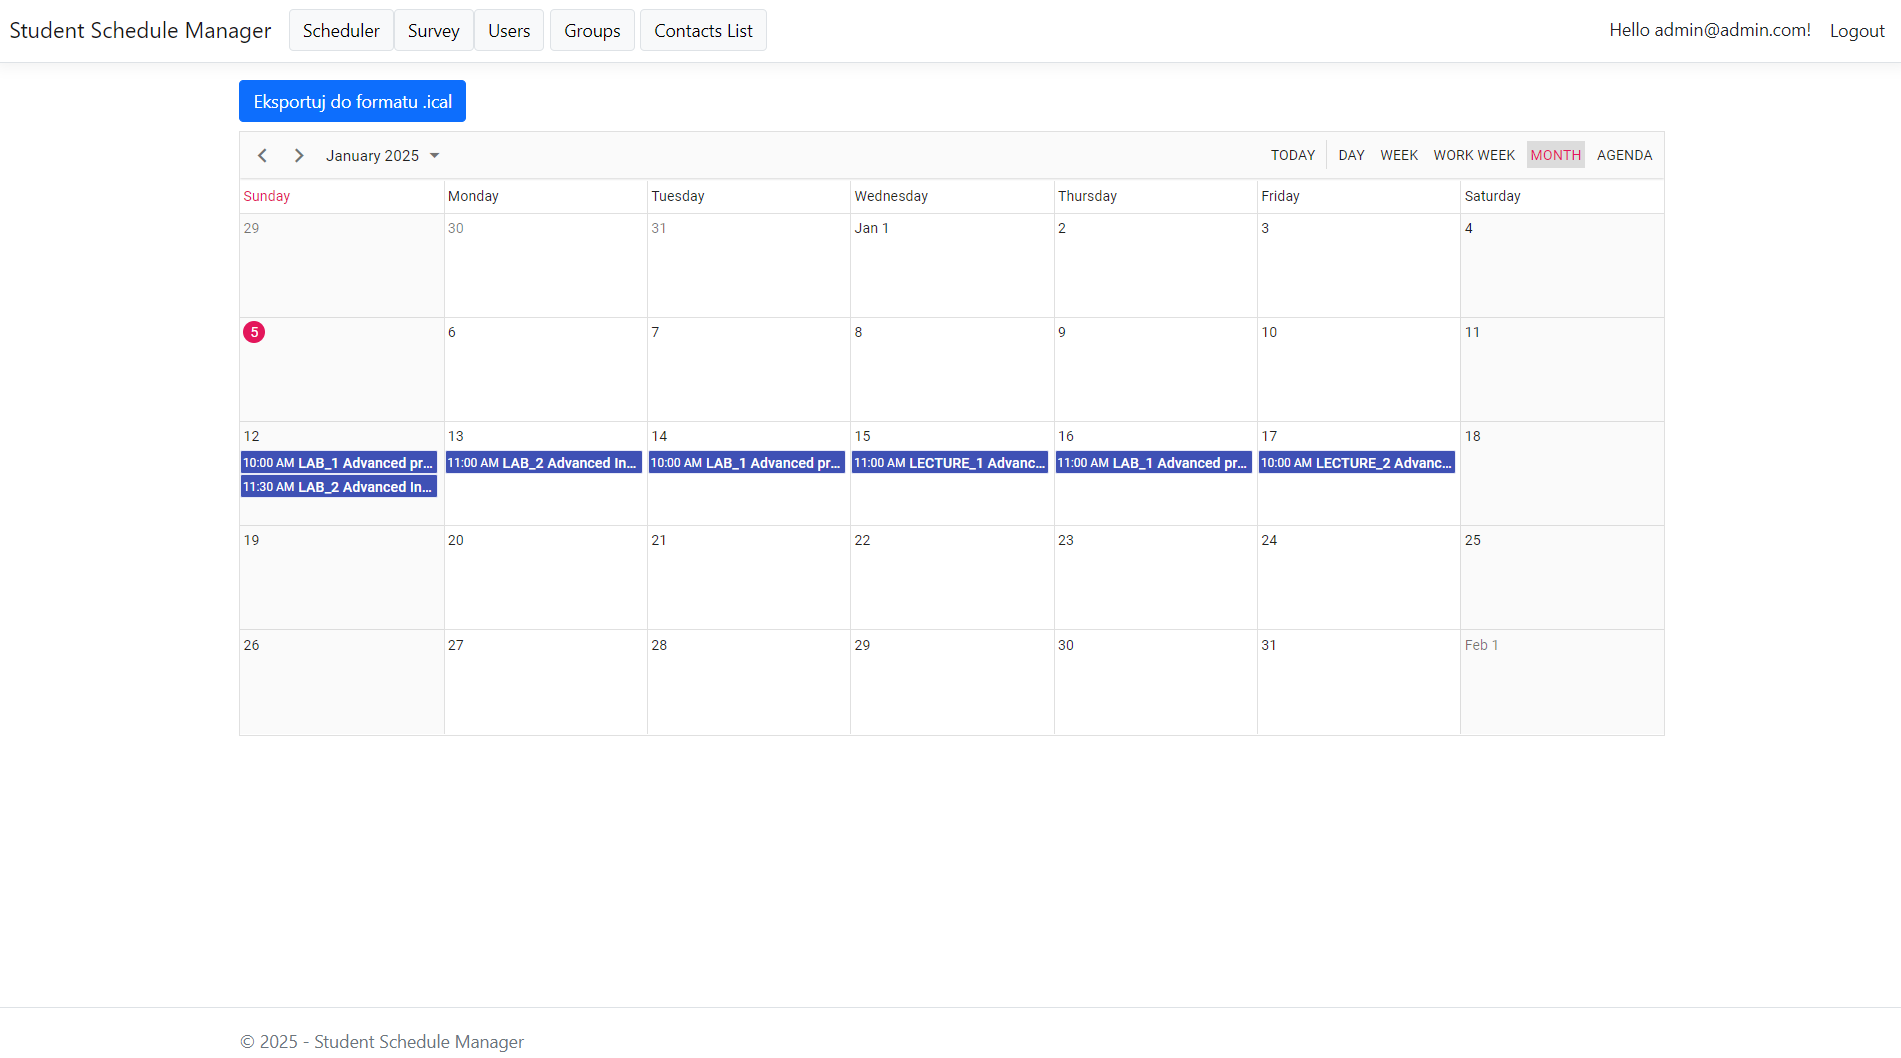 Student Schedule Manager Scheduler Survey Users Groups Contacts List Hello admin@admin.com! Logout
Eksportuj do formatu .ical
January 2025 TODAY DAY WEEK WORK WEEK MONTH AGENDA
Sunday Monday Tuesday Wednesday Thursday Friday Saturday
29 30 31 Jan 1 2 3 4
5 6 7 8 9 10 11
12 13 14 15 16 17 18
10:00 AM LAB_1 Advanced pr... 11:00 AM LAB_2 Advanced In... 10:00 AM LAB_1 Advanced pr... 11:00 AM LECTURE_1 Advanc... 11:00 AM LAB_1 Advanced pr... 10:00 AM LECTURE_2 Advanc...
11:30 AM LAB_2 Advanced In...
19 20 21 22 23 24 25
26 27 28 29 30 31 Feb 1
© 2025 - Student Schedule Manager